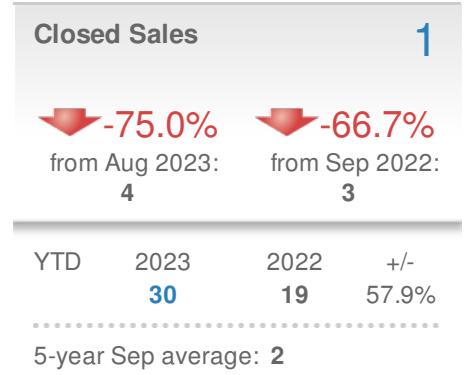 Closed Sales 1
-75.0% -66.7%
from Aug 2023: from Sep 2022:
4 3
YTD 2023 2022 +/-
30 19 57.9%
5-year Sep average: 2